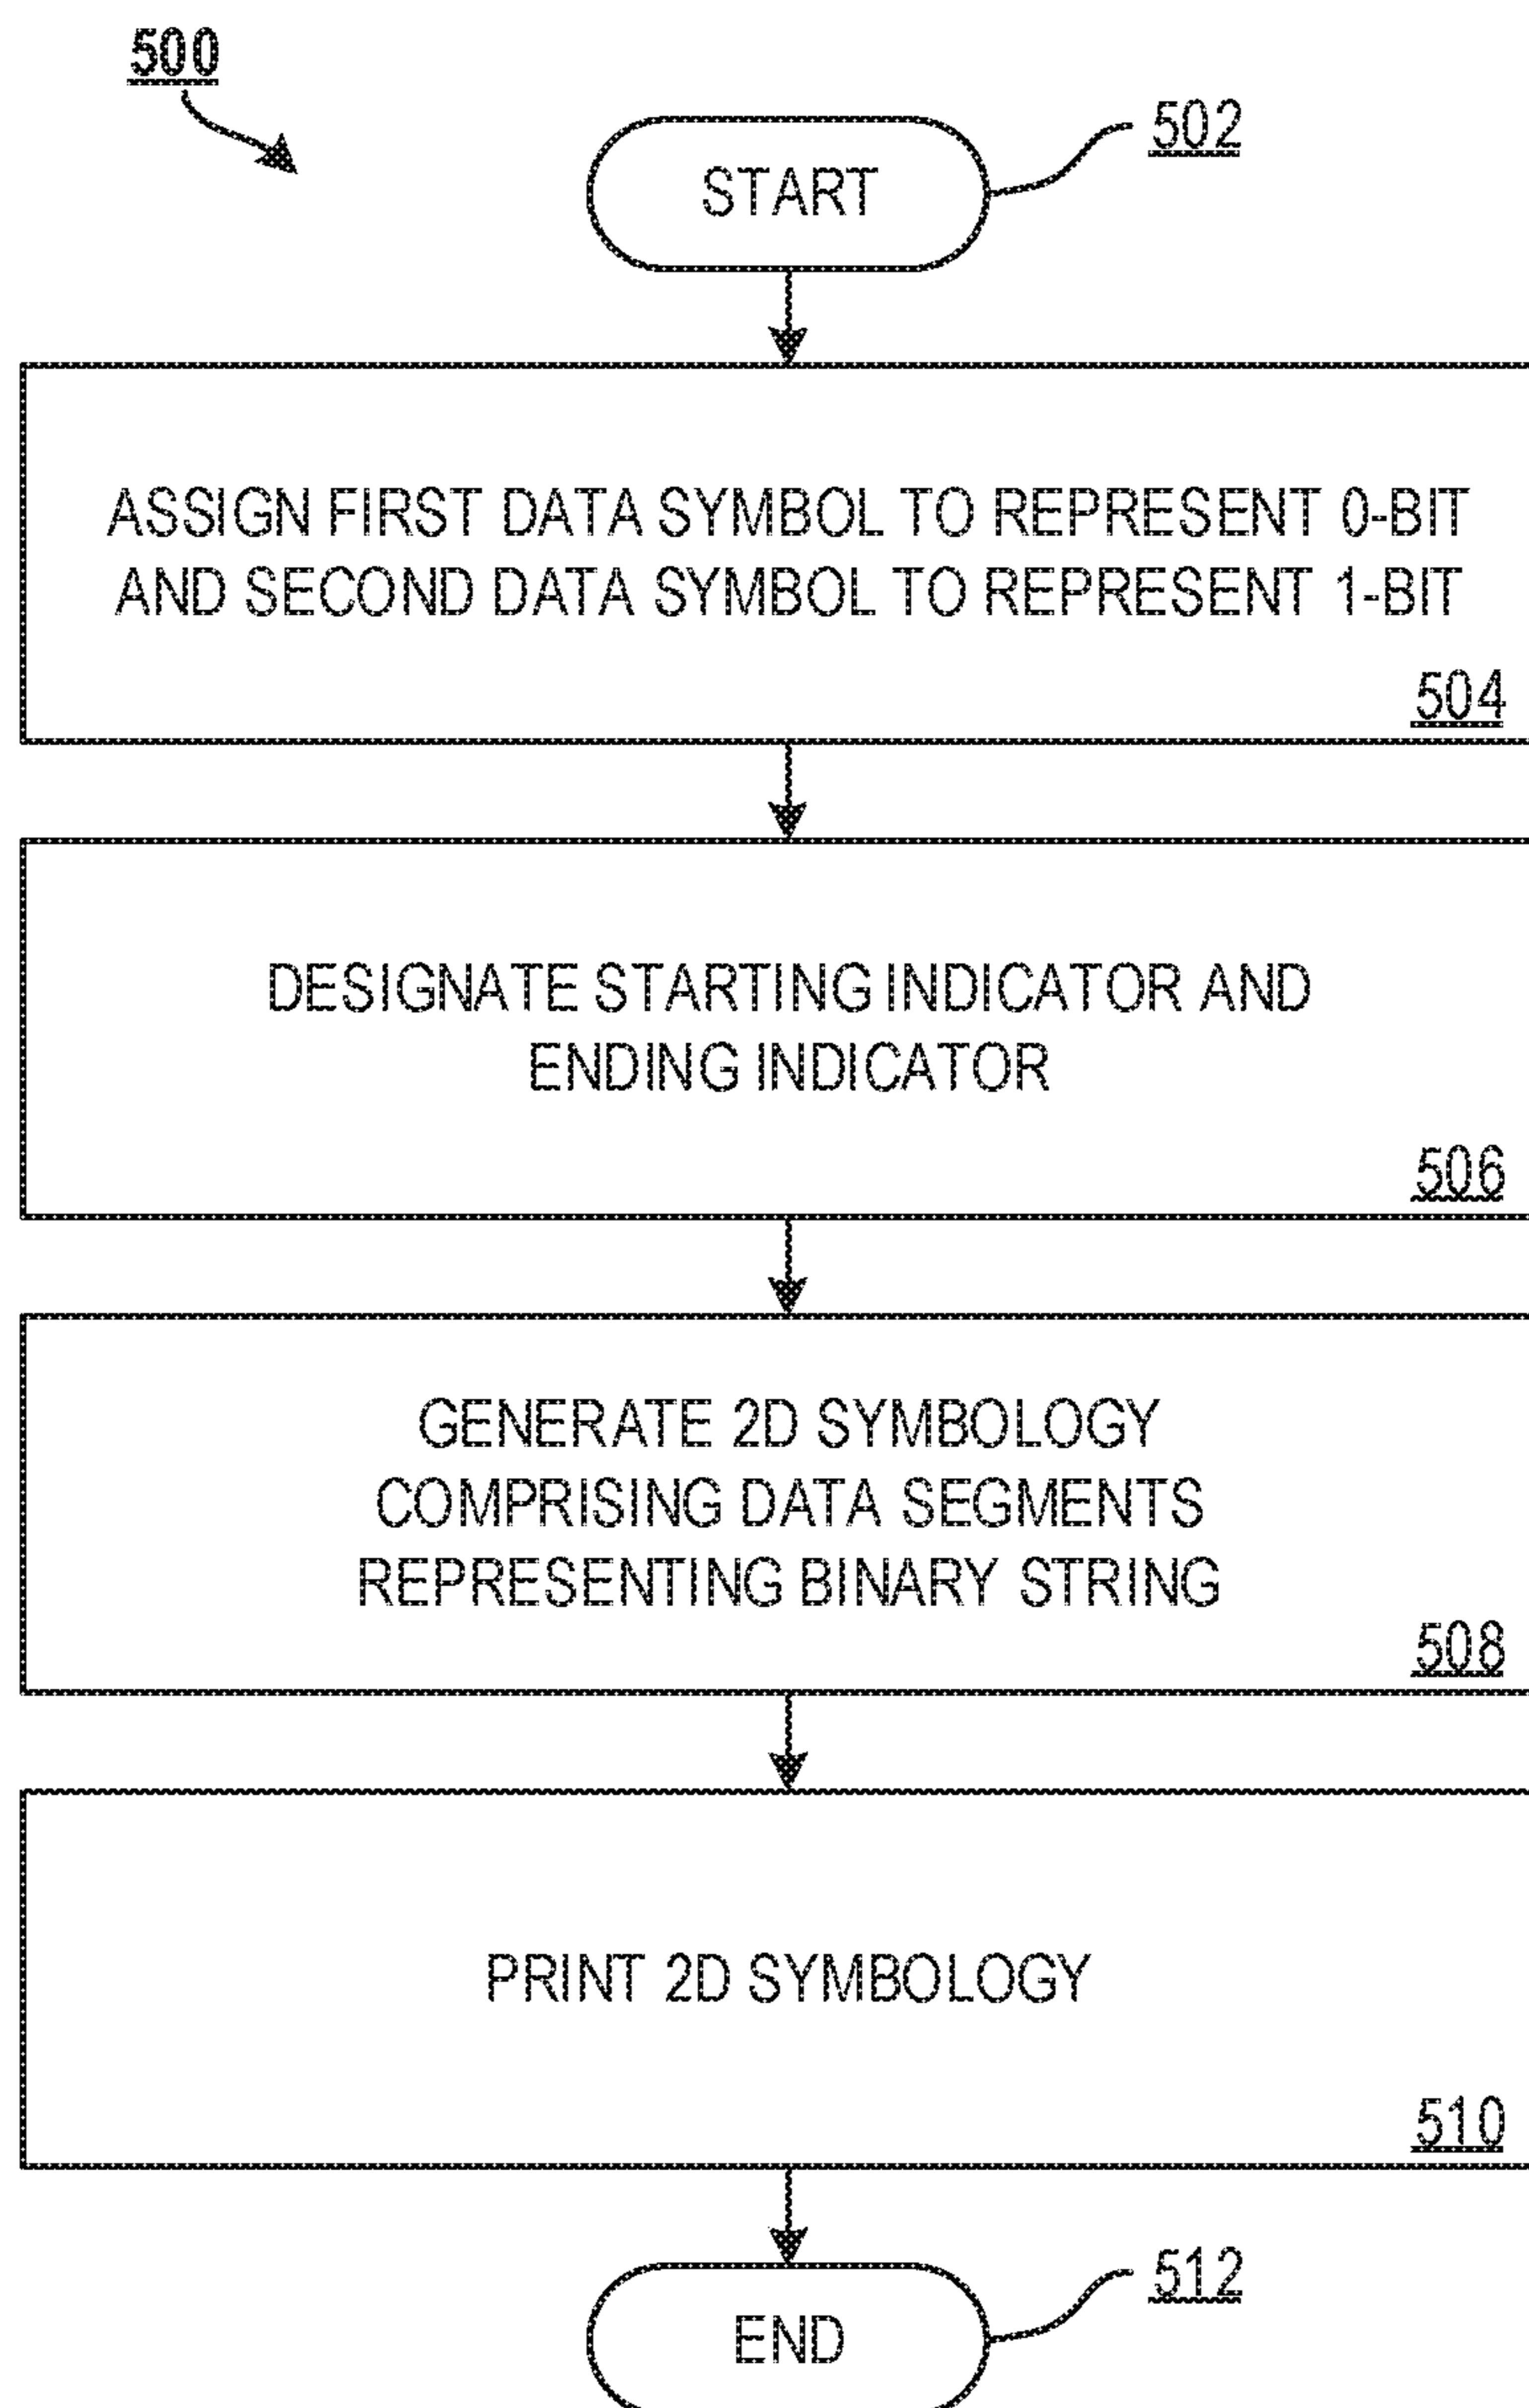 500
502
START
ASSIGN FIRST DATA SYMBOL TO REPRESENT 0-BIT
AND SECOND DATA SYMBOL TO REPRESENT 1-BIT
504
DESIGNATE STARTING INDICATOR AND
ENDING INDICATOR
506
GENERATE 2D SYMBOLOGY
COMPRISING DATA SEGMENTS
REPRESENTING BINARY STRING
508
PRINT 2D SYMBOLOGY
510
512
END